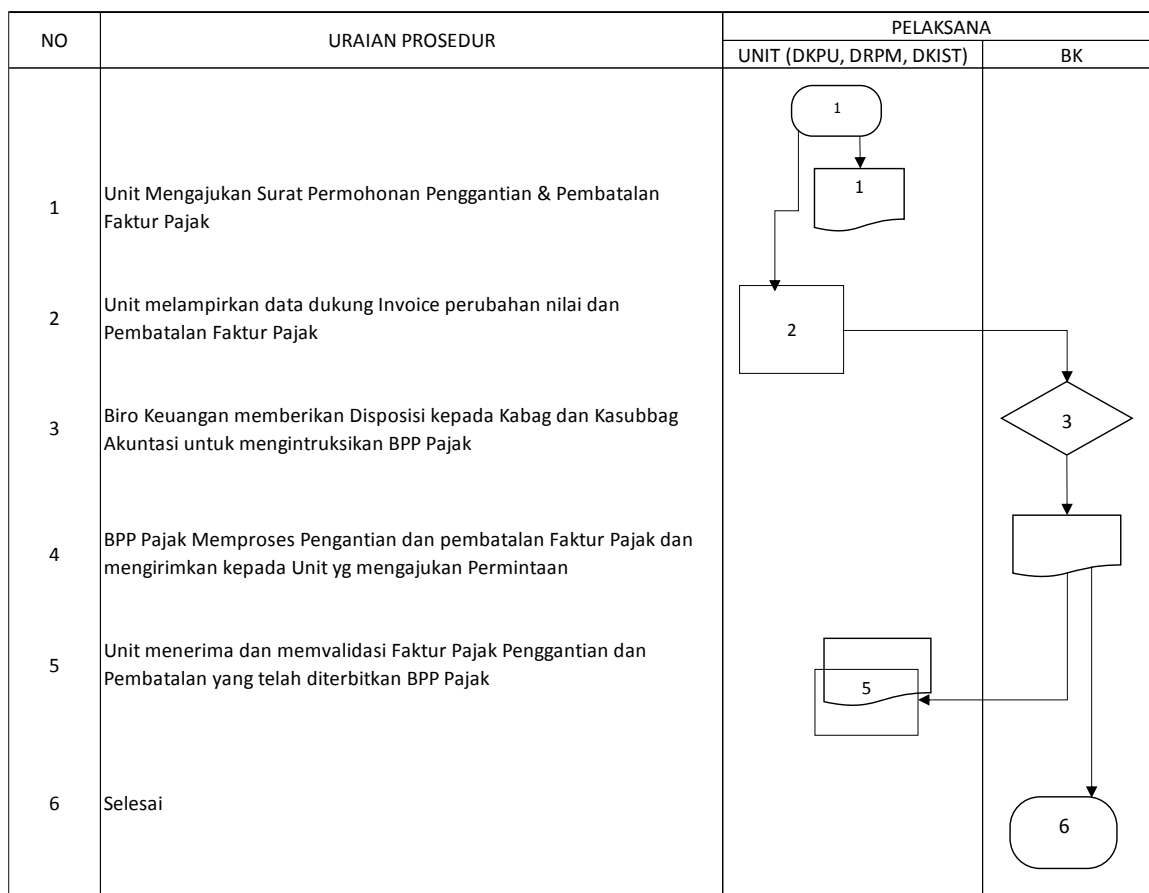 NO
URAIAN PROSEDUR
PELAKSANA
UNIT (DKPU, DRPM, DKIST)
BK
1
1
1
Unit Mengajukan Surat Permohonan Penggantian & Pembatalan
Faktur Pajak
2
Unit melampirkan data dukung Invoice perubahan nilai dan
Pembatalan Faktur Pajak
2
3
Biro Keuangan memberikan Disposisi kepada Kabag dan Kasubbag
Akuntasi untuk mengintruksikan BPP Pajak
3
4
BPP Pajak Memproses Pengantian dan pembatalan Faktur Pajak dan
mengirimkan kepada Unit yg mengajukan Permintaan
5
Unit menerima dan memvalidasi Faktur Pajak Penggantian dan
Pembatalan yang telah diterbitkan BPP Pajak
5
6
Selesai
6